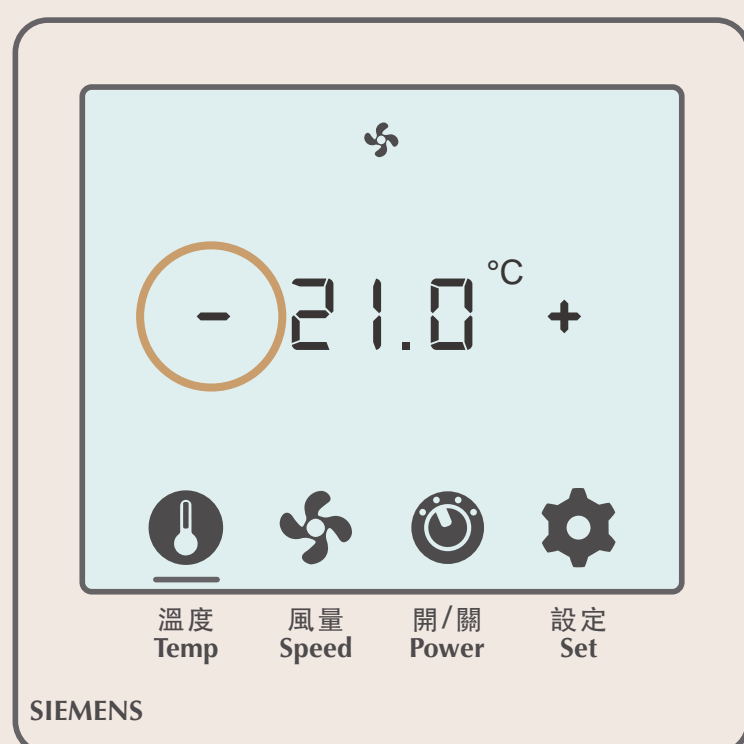 - 21.0 °C +
溫度 風量 開/關 設定
Temp Speed Power Set
SIEMENS